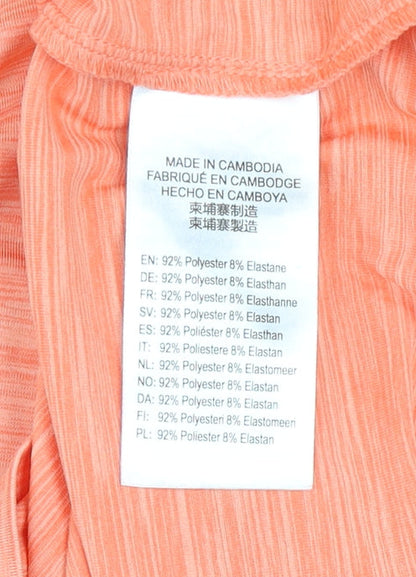 MADE IN CAMBODIA
FABRIQUÉ EN CAMBODGE
HECHO EN CAMBOYA
柬埔寨制造
柬埔寨製造
EN: 92% Polyester 8% Elastane
DE: 92% Polyester 8% Elasthan
FR: 92% Polyester 8% Elasthanne
SV: 92% Polyester 8% Elastan
ES: 92% Poliéster 8% Elasthan
IT: 92% Poliestere 8% Elastan
NL: 92% Polyester 8% Elastomeer
NO: 92% Polyester 8% Elastan
DA: 92% Polyester 8% Elastan
FI: 92% Polyesteri 8% Elastomeen
PL: 92% Poliester 8% Elastan